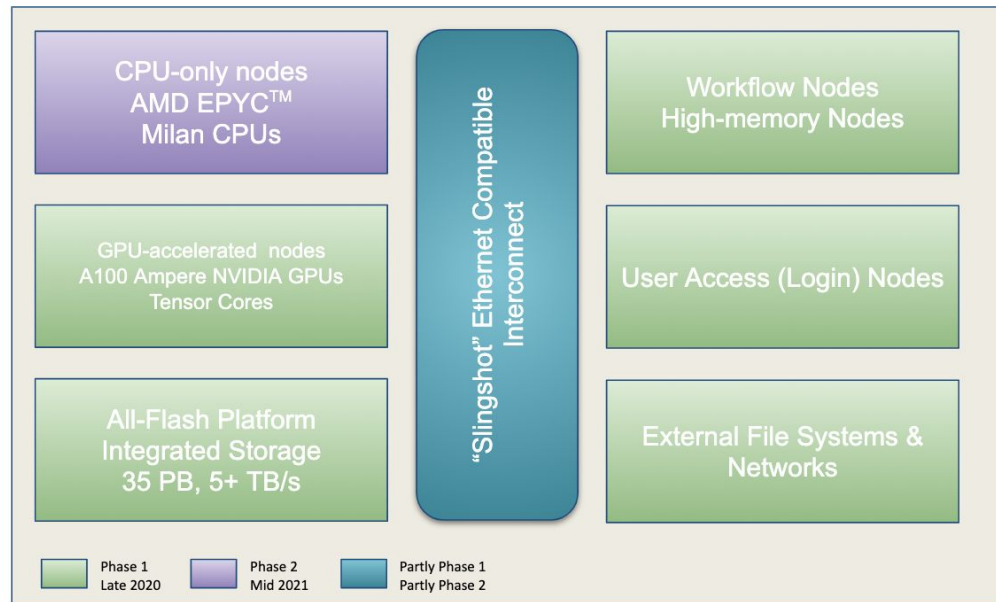 CPU-only nodes
AMD EPYC™
Milan CPUs
GPU-accelerated nodes
A100 Ampere NVIDIA GPUs
Tensor Cores
All-Flash Platform
Integrated Storage
35 PB, 5+ TB/s
“Slingshot” Ethernet Compatible
Interconnect
Workflow Nodes
High-memory Nodes
User Access (Login) Nodes
External File Systems &
Networks
Phase 1
Late 2020
Phase 2
Mid 2021
Partly Phase 1
Partly Phase 2